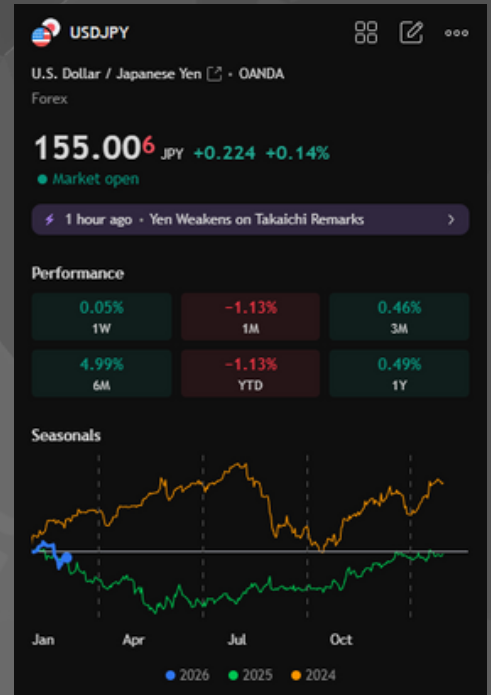 USDJPY
U.S. Dollar / Japanese Yen • OANDA
Forex
155.006 JPY +0.224 +0.14%
Market open
1 hour ago • Yen Weakens on Takaichi Remarks
Performance
0.05% −1.13% 0.46%
1W 1M 3M
4.99% −1.13% 0.49%
6M YTD 1Y
Seasonals
Jan Apr Jul Oct
2026 2025 2024